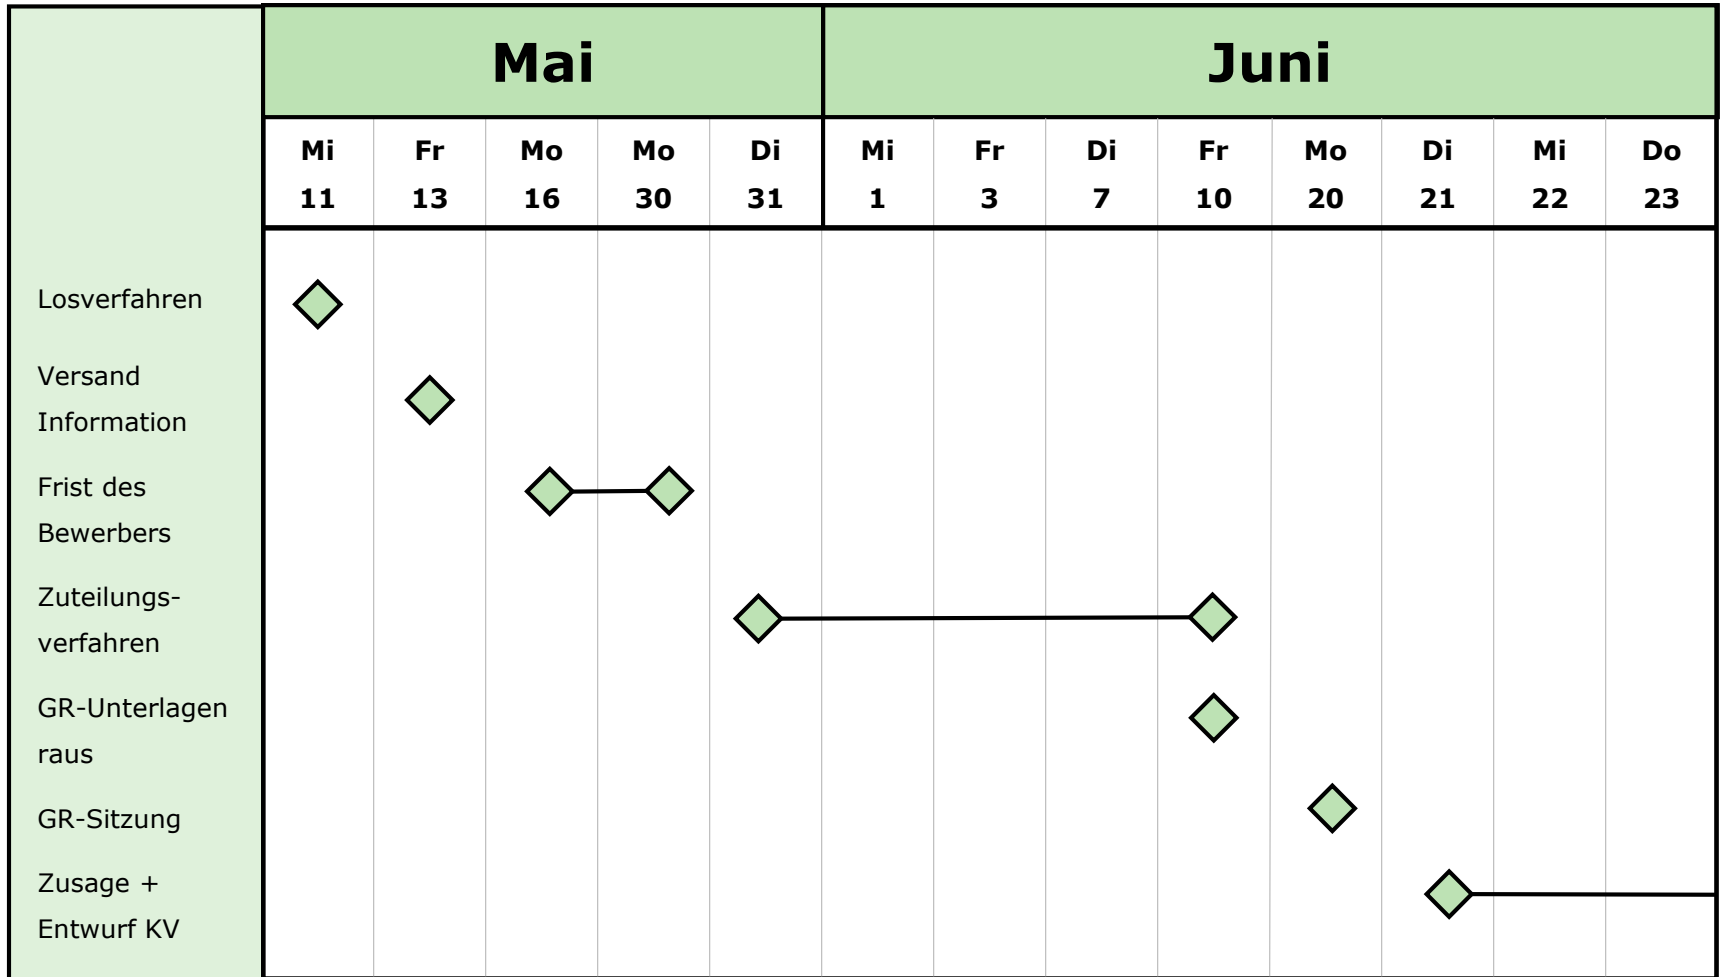 Mai Juni
Mi Fr Mo Mo Di Mi Fr Di Fr Mo Di Mi Do
11 13 16 30 31 1 3 7 10 20 21 22 23
Losverfahren
Versand
Information
Frist des
Bewerbers
Zuteilungs-
verfahren
GR-Unterlagen
raus
GR-Sitzung
Zusage +
Entwurf KV